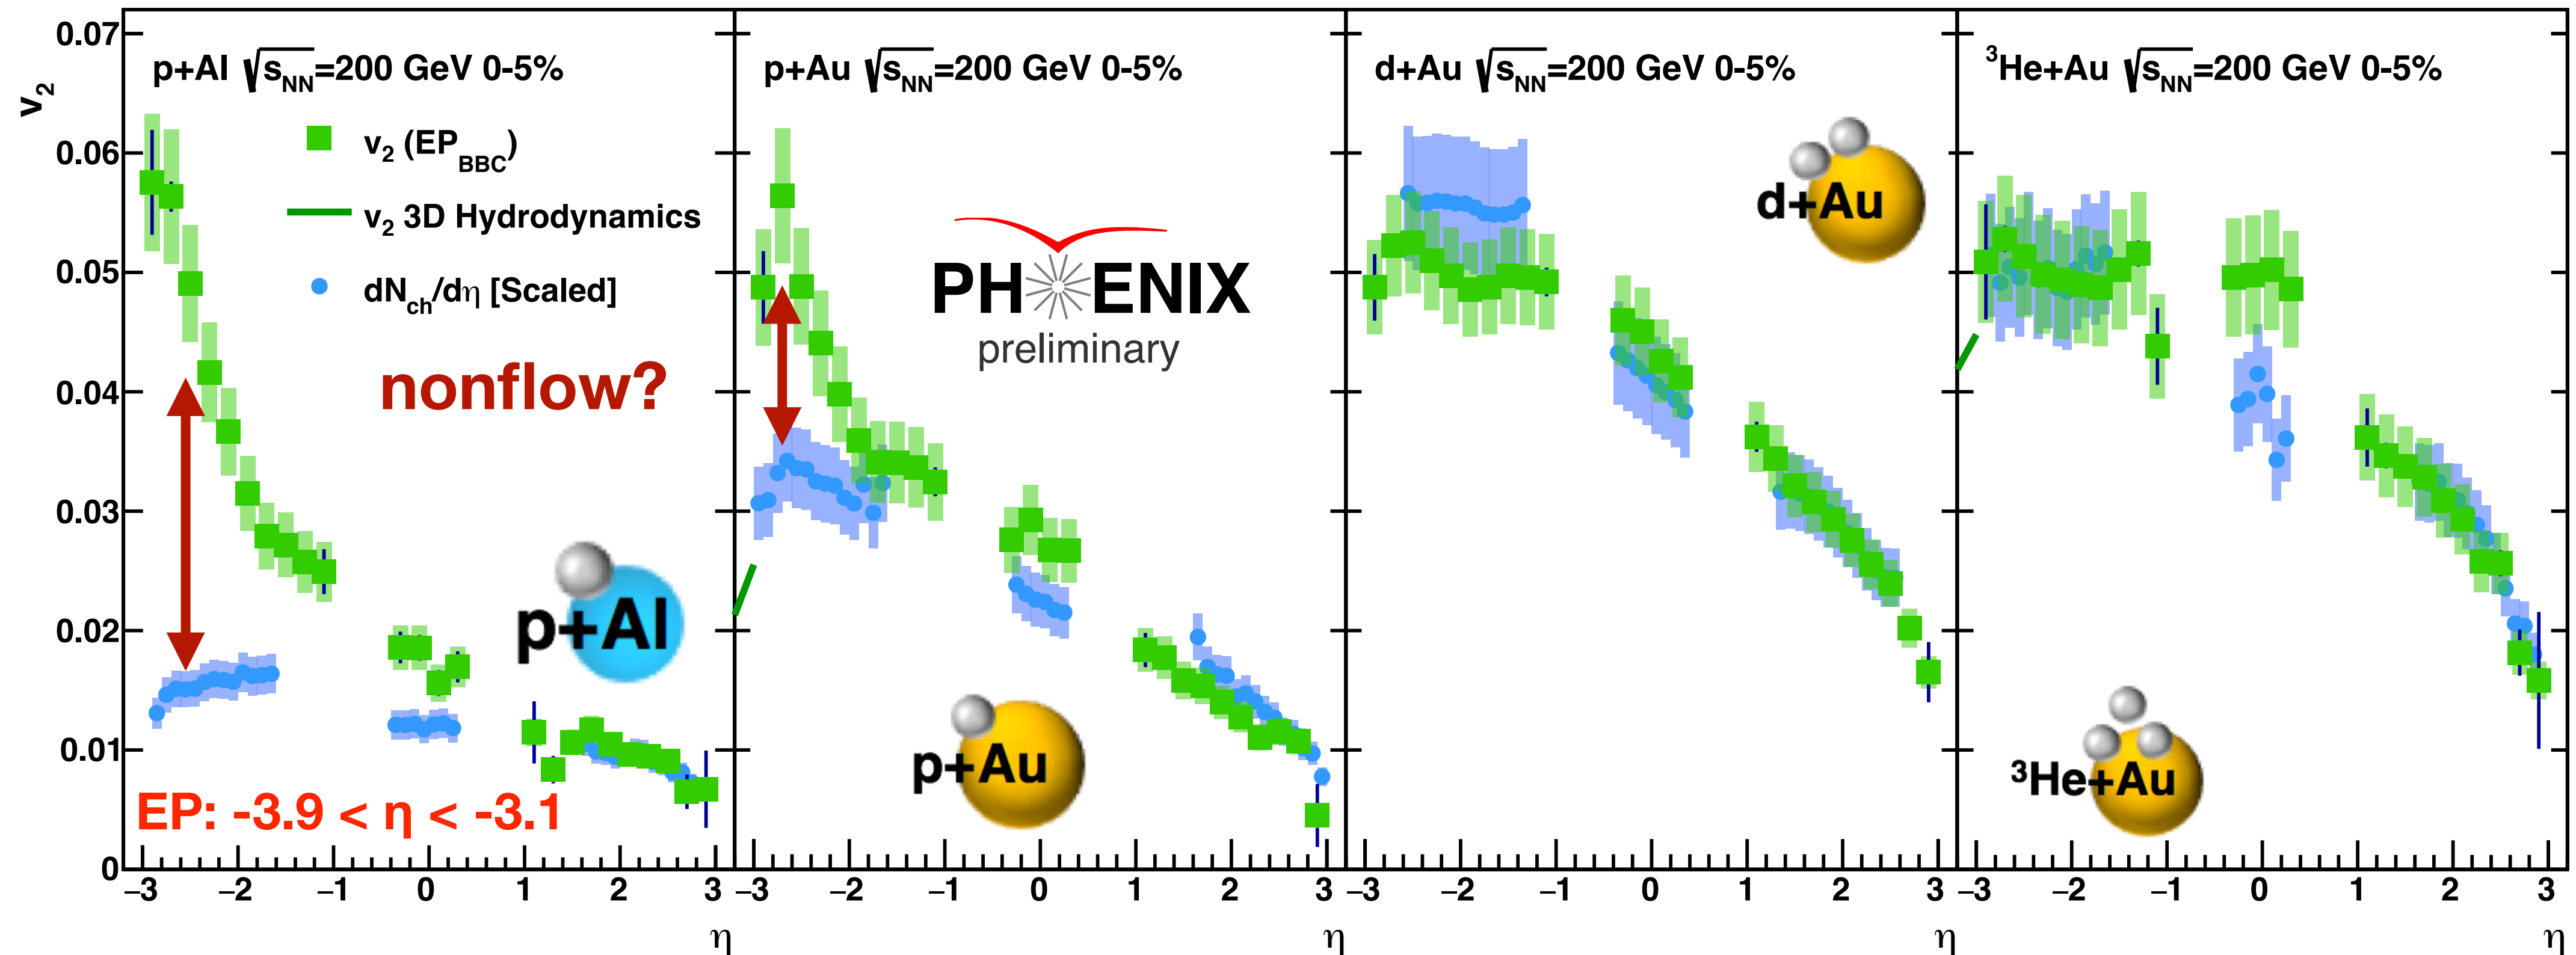 p+Al √sNN=200 GeV 0-5%
p+Au √sNN=200 GeV 0-5%
d+Au √sNN=200 GeV 0-5%
³He+Au √sNN=200 GeV 0-5%
v₂
0.07
0.06
0.05
0.04
0.03
0.02
0.01
0
v₂ (EPBBC)
v₂ 3D Hydrodynamics
dNch/dη [Scaled]
nonflow?
PHENIX
preliminary
p+Al
p+Au
d+Au
³He+Au
EP: -3.9 < η < -3.1
−3 −2 −1 0 1 2 3
−3 −2 −1 0 1 2 3
−3 −2 −1 0 1 2 3
−3 −2 −1 0 1 2 3
η η η η